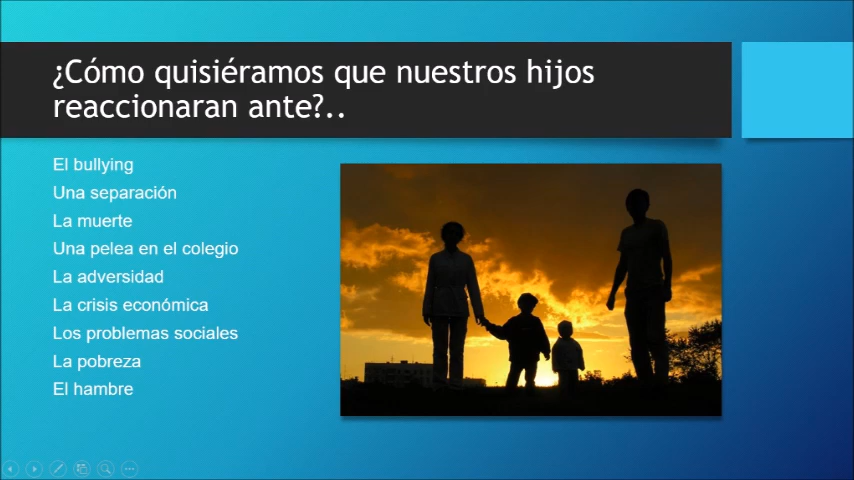 ¿Cómo quisiéramos que nuestros hijos
reaccionaran ante?..
El bullying
Una separación
La muerte
Una pelea en el colegio
La adversidad
La crisis económica
Los problemas sociales
La pobreza
El hambre